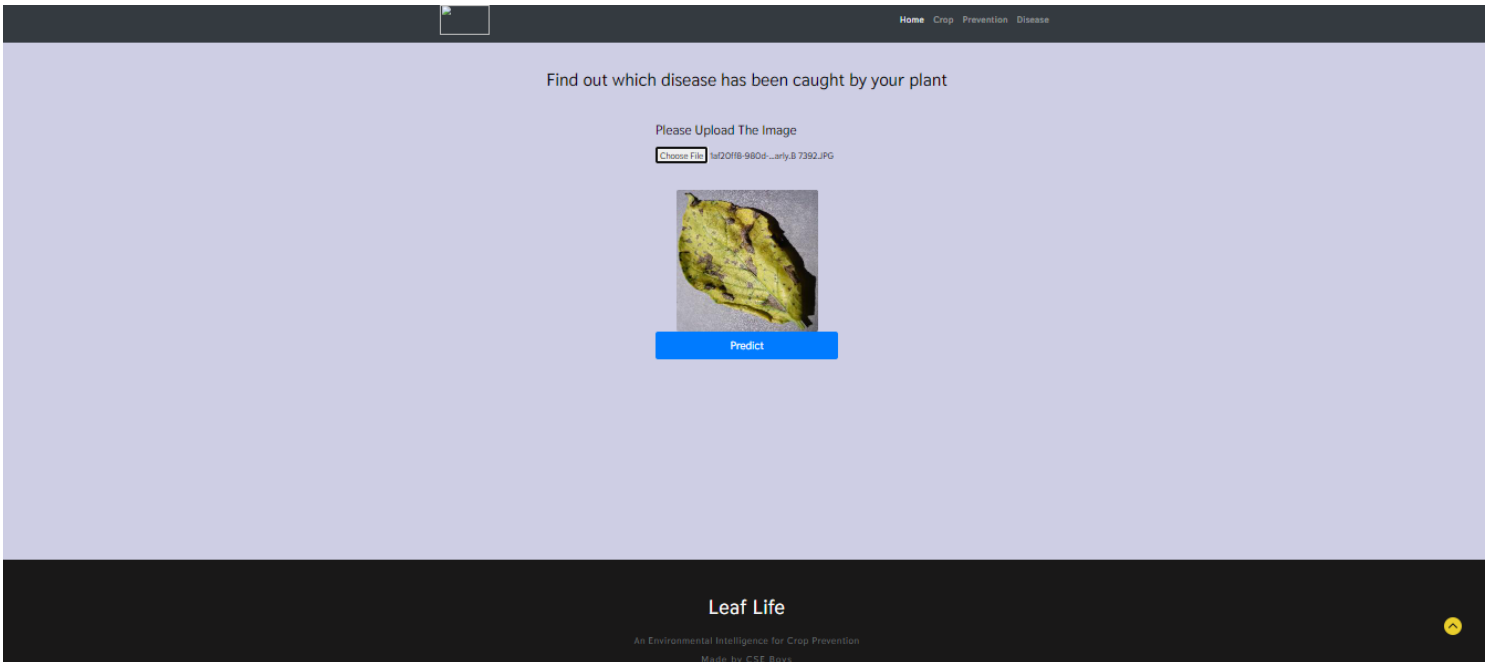 Home Crop Prevention Disease
Find out which disease has been caught by your plant
Please Upload The Image
Choose File 1af20ff8-980d-...arly.B 7392.JPG
Predict
Leaf Life
An Environmental Intelligence for Crop Prevention
Made by CSE Boys